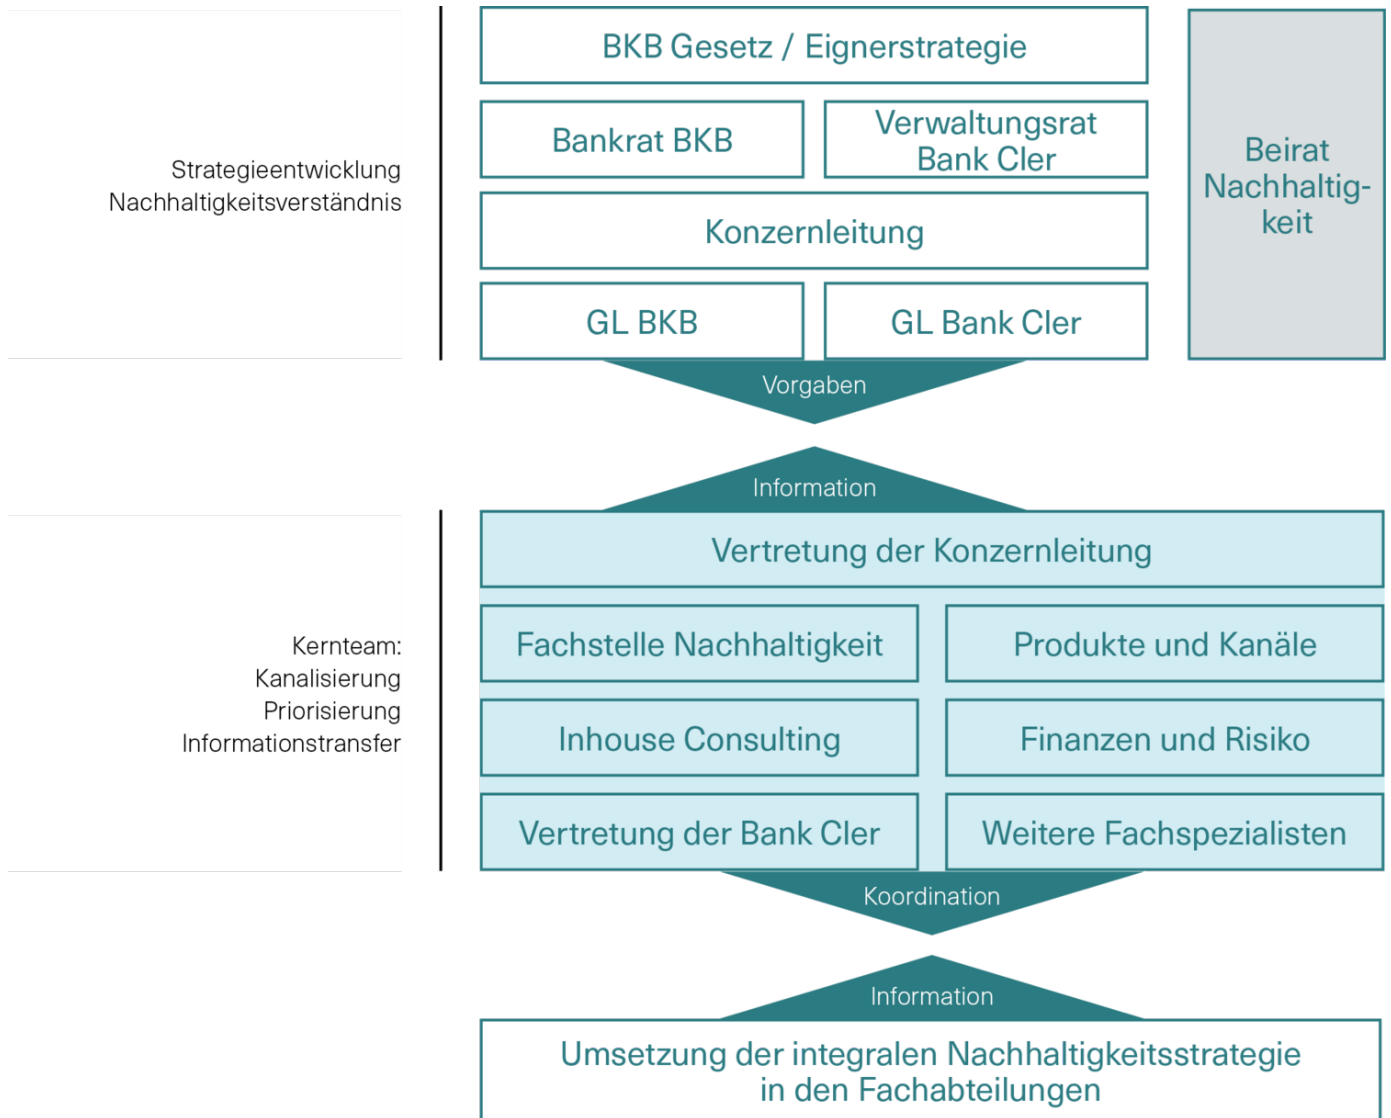 BKB Gesetz / Eignerstrategie
Bankrat BKB
Verwaltungsrat
Bank Cler
Beirat
Nachhaltig-
keit
Strategieentwicklung
Nachhaltigkeitsverständnis
Konzernleitung
GL BKB
GL Bank Cler
Vorgaben
Information
Vertretung der Konzernleitung
Kernteam:
Kanalisierung
Priorisierung
Informationstransfer
Fachstelle Nachhaltigkeit
Produkte und Kanäle
Inhouse Consulting
Finanzen und Risiko
Vertretung der Bank Cler
Weitere Fachspezialisten
Koordination
Information
Umsetzung der integralen Nachhaltigkeitsstrategie
in den Fachabteilungen